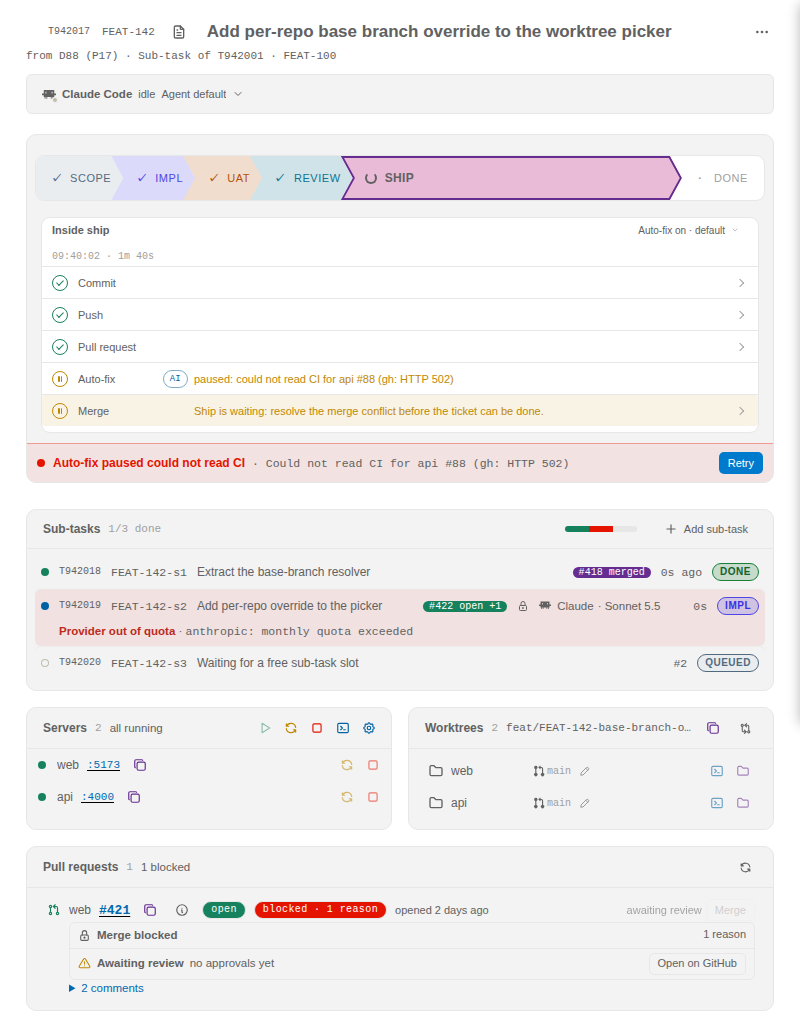 T942017 FEAT-142 Add per-repo base branch override to the worktree picker
from D88 (P17) · Sub-task of T942001 · FEAT-100
Claude Code idle Agent default
SCOPE IMPL UAT REVIEW SHIP DONE
Inside ship Auto-fix on · default
09:40:02 · 1m 40s
Commit
Push
Pull request
Auto-fix AI paused: could not read CI for api #88 (gh: HTTP 502)
Merge Ship is waiting: resolve the merge conflict before the ticket can be done.
Auto-fix paused could not read CI · Could not read CI for api #88 (gh: HTTP 502) Retry
Sub-tasks 1/3 done Add sub-task
T942018 FEAT-142-s1 Extract the base-branch resolver #418 merged 0s ago DONE
T942019 FEAT-142-s2 Add per-repo override to the picker #422 open +1 Claude · Sonnet 5.5 0s IMPL
Provider out of quota · anthropic: monthly quota exceeded
T942020 FEAT-142-s3 Waiting for a free sub-task slot #2 QUEUED
Servers 2 all running
web :5173
api :4000
Worktrees 2 feat/FEAT-142-base-branch-o…
web main
api main
Pull requests 1 1 blocked
web #421 open blocked · 1 reason opened 2 days ago awaiting review Merge
Merge blocked 1 reason
Awaiting review no approvals yet Open on GitHub
2 comments